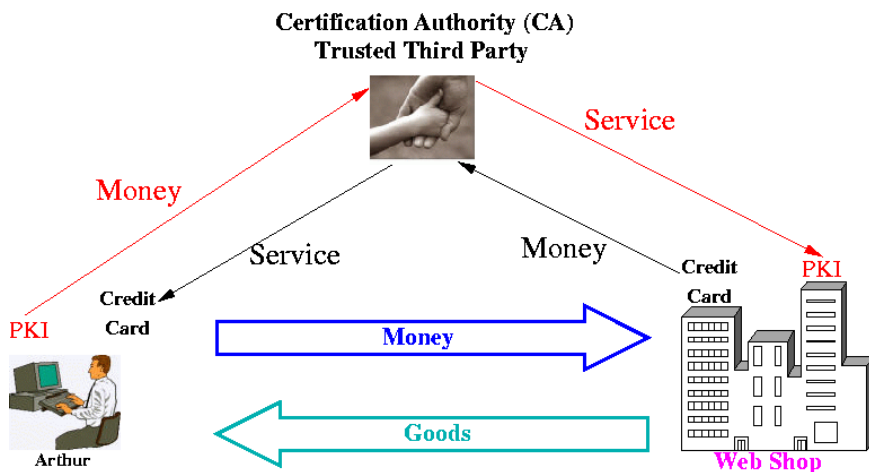 Certification Authority (CA)
Trusted Third Party
Service
Money
Service
Money
Credit
Card
PKI
Credit
Card
PKI
Money
Goods
Arthur
Web Shop